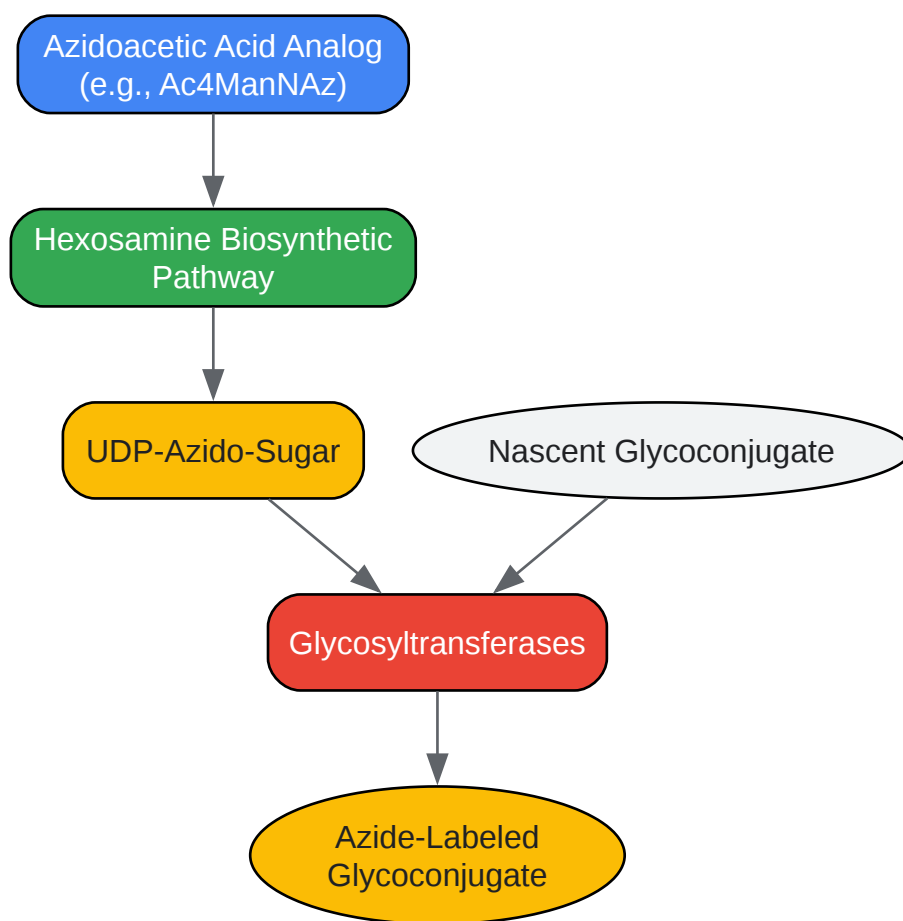 Azidoacetic Acid Analog
(e.g., Ac4ManNAz)
Hexosamine Biosynthetic
Pathway
UDP-Azido-Sugar
Nascent Glycoconjugate
Glycosyltransferases
Azide-Labeled
Glycoconjugate